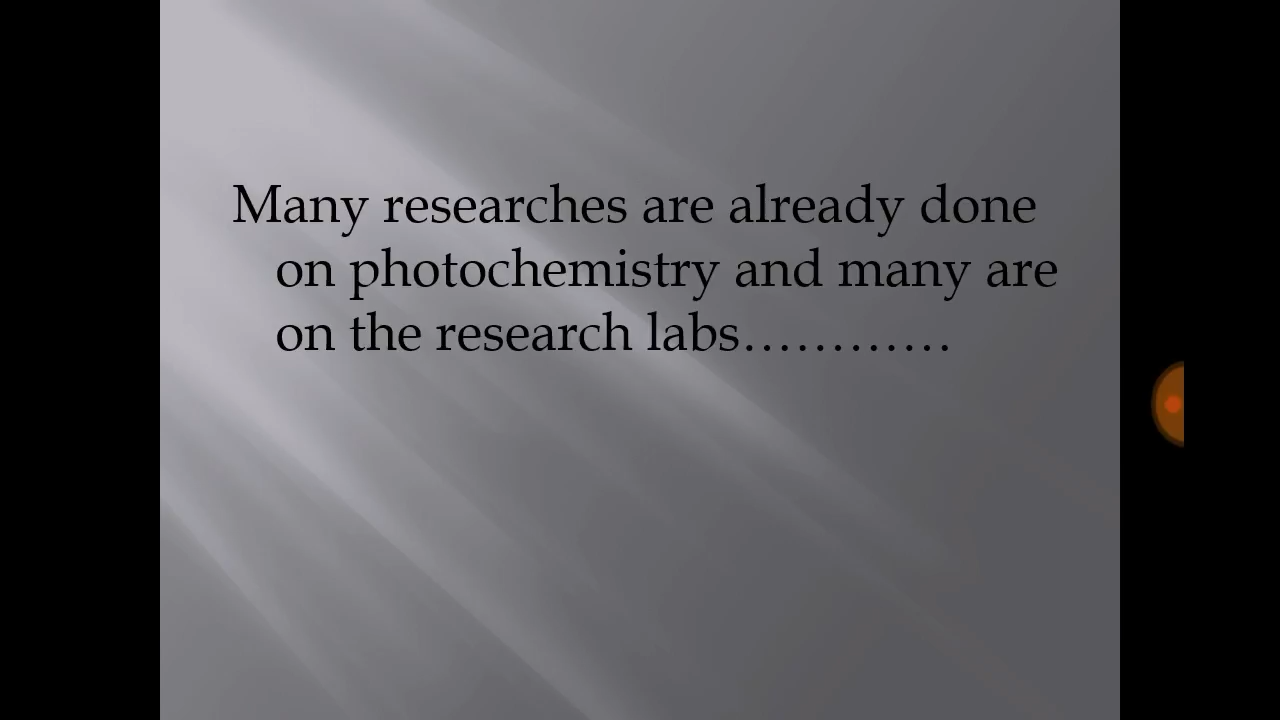 Many researches are already done
on photochemistry and many are
on the research labs…………